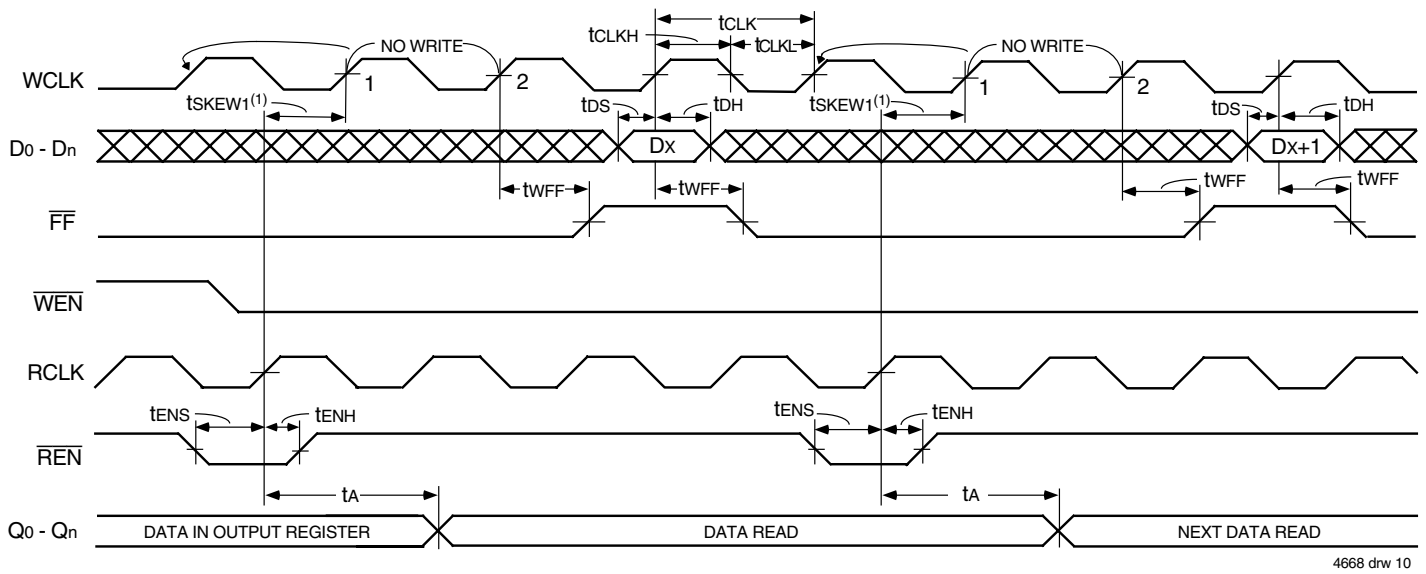 tCLK
tCLKH
tCLKL
NO WRITE
NO WRITE
WCLK
1
2
1
2
tSKEW1(1)
tDS
tDH
tSKEW1(1)
tDS
tDH
D0 - Dn
DX
DX+1
tWFF
tWFF
tWFF
tWFF
FF
WEN
RCLK
tENS
tENH
tENS
tENH
REN
tA
tA
Q0 - Qn
DATA IN OUTPUT REGISTER
DATA READ
NEXT DATA READ
4668 drw 10